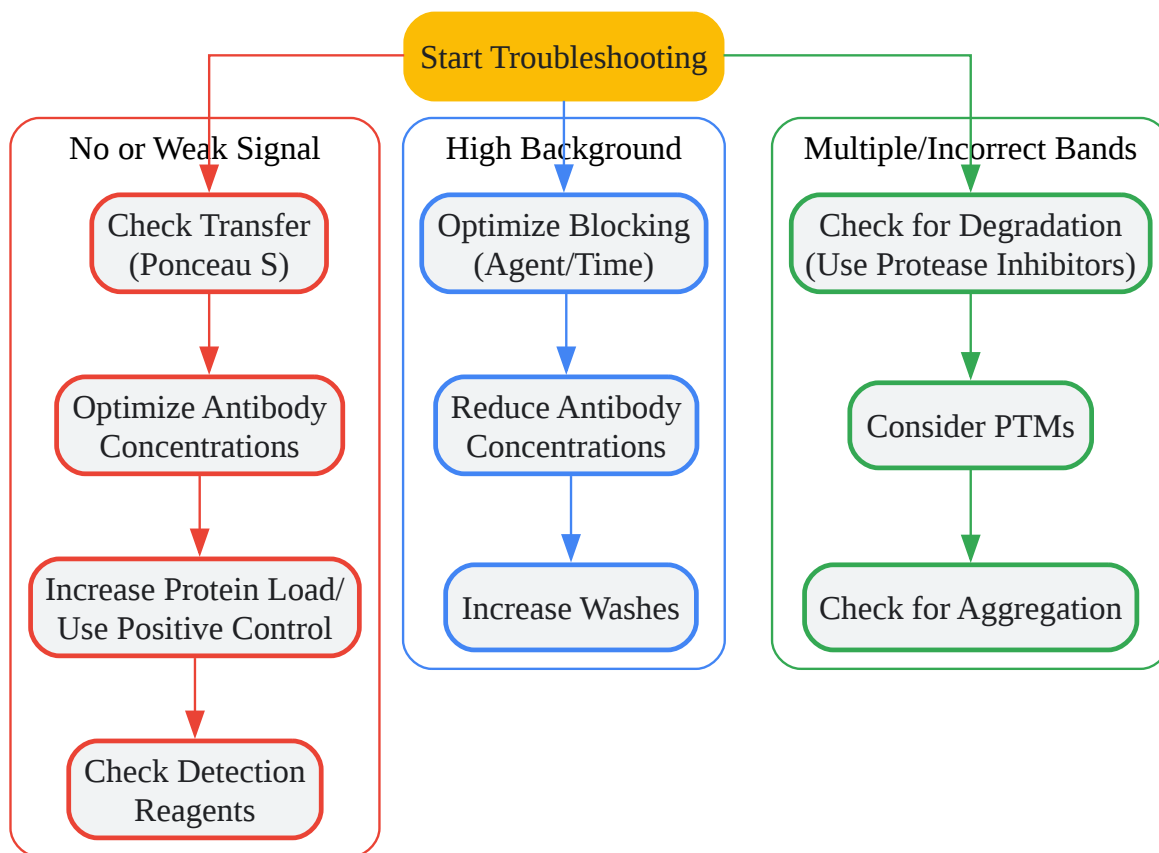 Start Troubleshooting
No or Weak Signal
Check Transfer
(Ponceau S)
Optimize Antibody
Concentrations
Increase Protein Load/
Use Positive Control
Check Detection
Reagents
High Background
Optimize Blocking
(Agent/Time)
Reduce Antibody
Concentrations
Increase Washes
Multiple/Incorrect Bands
Check for Degradation
(Use Protease Inhibitors)
Consider PTMs
Check for Aggregation